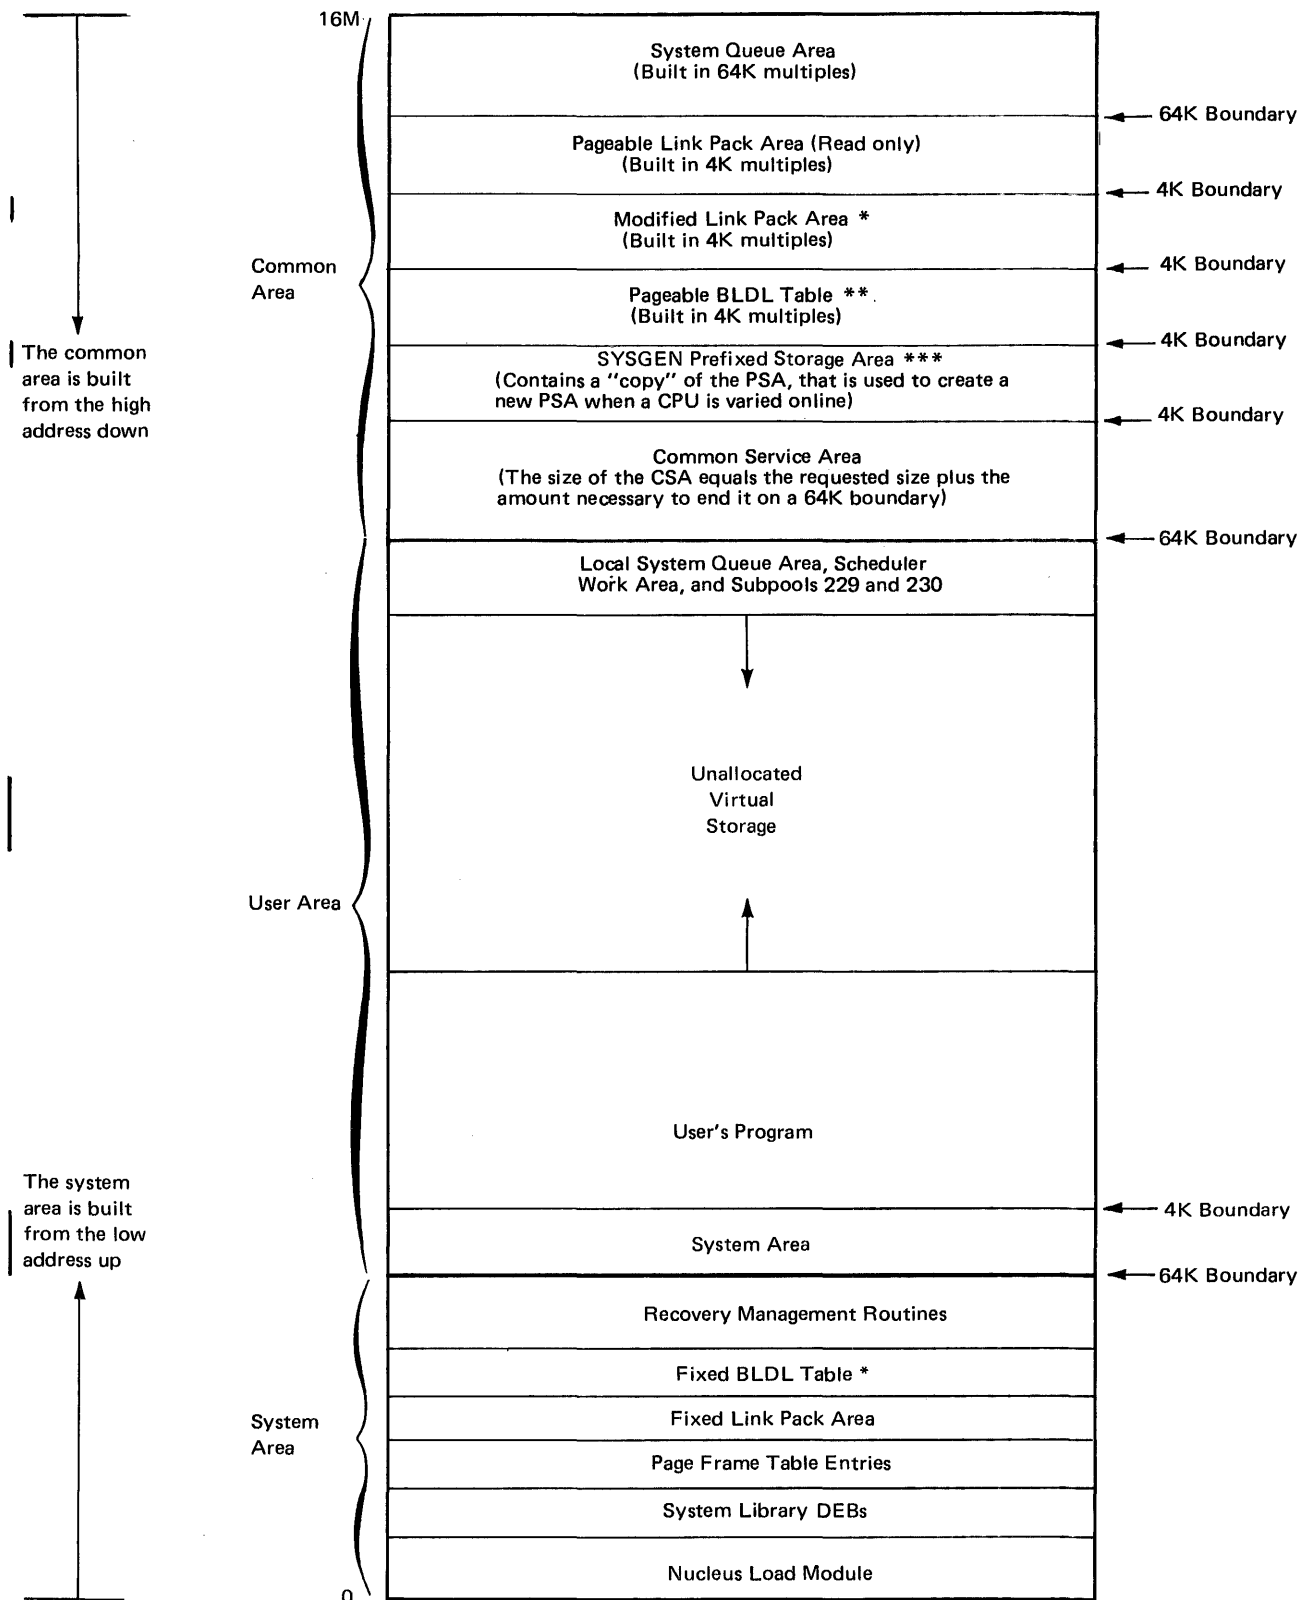 16M
System Queue Area
(Built in 64K multiples)
64K Boundary
Pageable Link Pack Area (Read only)
(Built in 4K multiples)
4K Boundary
Modified Link Pack Area *
(Built in 4K multiples)
Common
Area
4K Boundary
Pageable BLDL Table **
(Built in 4K multiples)
4K Boundary
The common
area is built
from the high
address down
SYSGEN Prefixed Storage Area ***
(Contains a "copy" of the PSA, that is used to create a
new PSA when a CPU is varied online)
4K Boundary
Common Service Area
(The size of the CSA equals the requested size plus the
amount necessary to end it on a 64K boundary)
64K Boundary
Local System Queue Area, Scheduler
Work Area, and Subpools 229 and 230
Unallocated
Virtual
Storage
User Area
User's Program
The system
area is built
from the low
address up
4K Boundary
System Area
64K Boundary
Recovery Management Routines
Fixed BLDL Table *
System
Area
Fixed Link Pack Area
Page Frame Table Entries
System Library DEBs
Nucleus Load Module
0